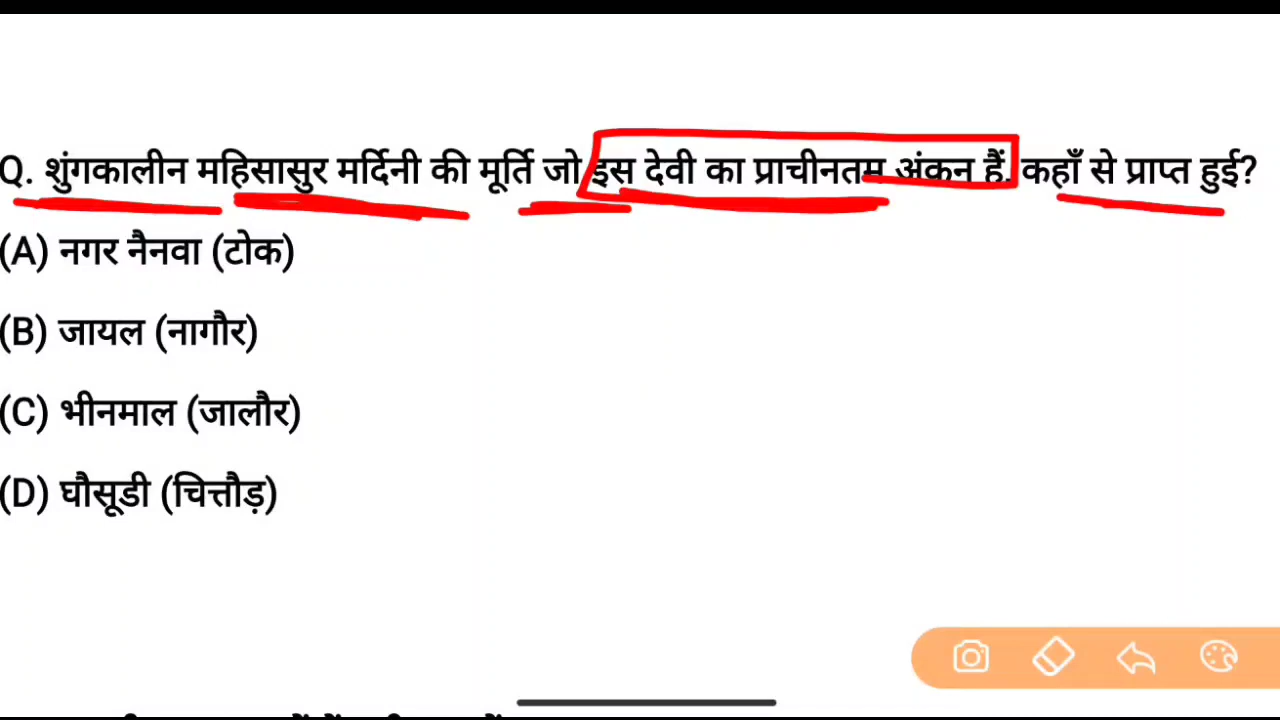 Q. शुंगकालीन महिसासुर मर्दिनी की मूर्ति जो इस देवी का प्राचीनतम अंकन हैं, कहाँ से प्राप्त हुई?
(A) नगर नैनवा (टोक)
(B) जायल (नागौर)
(C) भीनमाल (जालौर)
(D) घौसूडी (चित्तौड़)